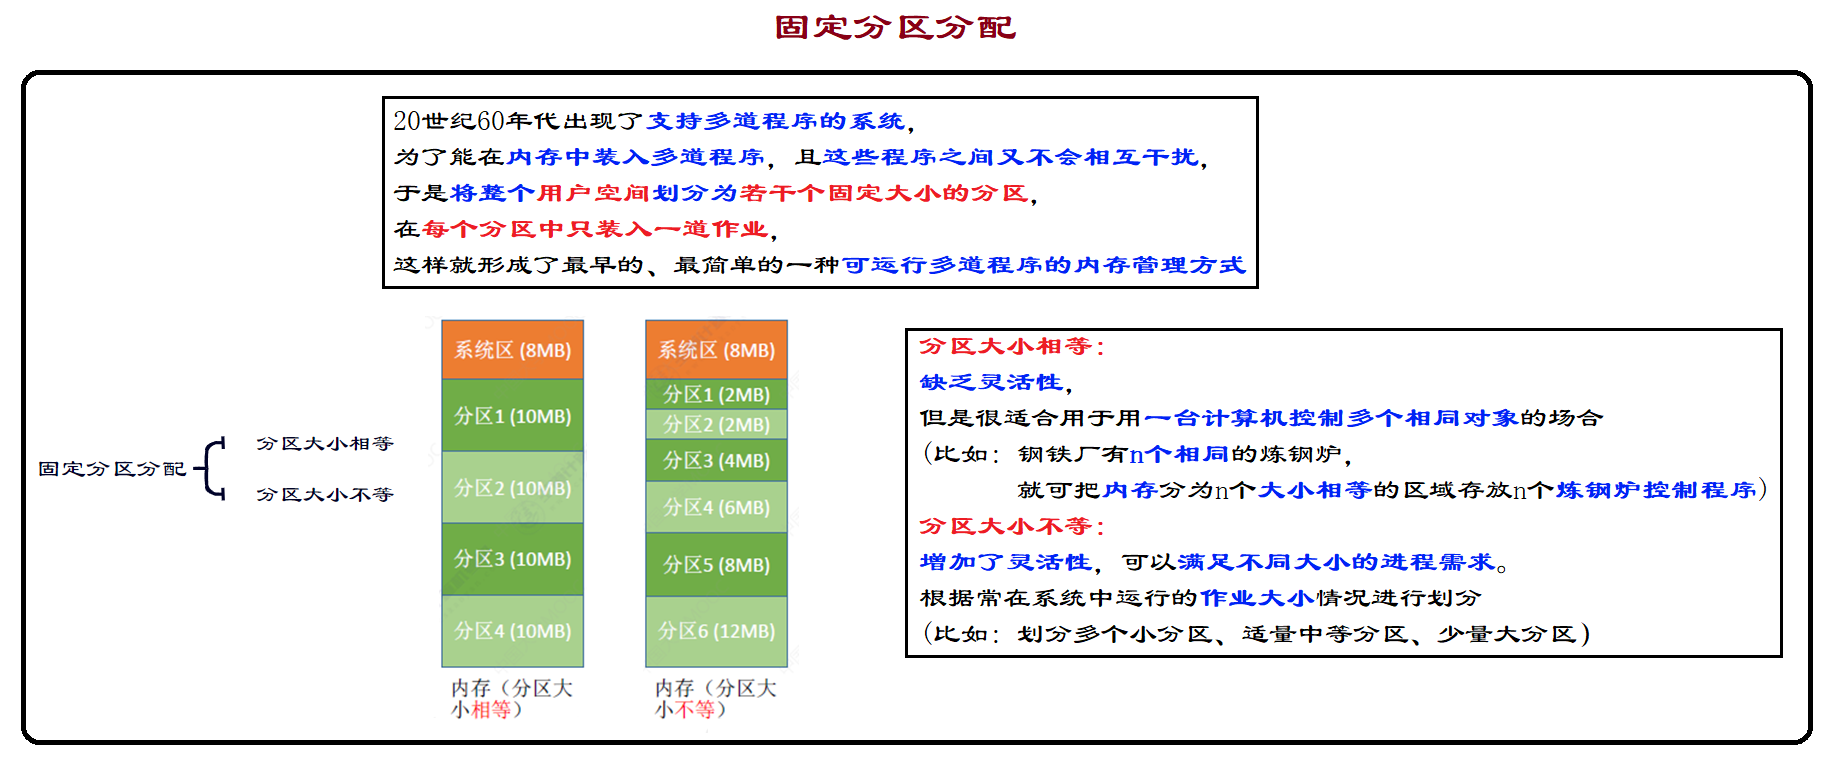 固定分区分配
20世纪60年代出现了支持多道程序的系统，
为了能在内存中装入多道程序，且这些程序之间又不会相互干扰，
于是将整个用户空间划分为若干个固定大小的分区，
在每个分区中只装入一道作业，
这样就形成了最早的、最简单的一种可运行多道程序的内存管理方式
固定分区分配
分区大小相等
分区大小不等
系统区 (8MB)
分区1 (10MB)
分区2 (10MB)
分区3 (10MB)
分区4 (10MB)
内存（分区大
小相等）
系统区 (8MB)
分区1 (2MB)
分区2 (2MB)
分区3 (4MB)
分区4 (6MB)
分区5 (8MB)
分区6 (12MB)
内存（分区大
小不等）
分区大小相等：
缺乏灵活性，
但是很适合用于用一台计算机控制多个相同对象的场合
（比如：钢铁厂有n个相同的炼钢炉，
就可把内存分为n个大小相等的区域存放n个炼钢炉控制程序）
分区大小不等：
增加了灵活性，可以满足不同大小的进程需求。
根据常在系统中运行的作业大小情况进行划分
（比如：划分多个小分区、适量中等分区、少量大分区)